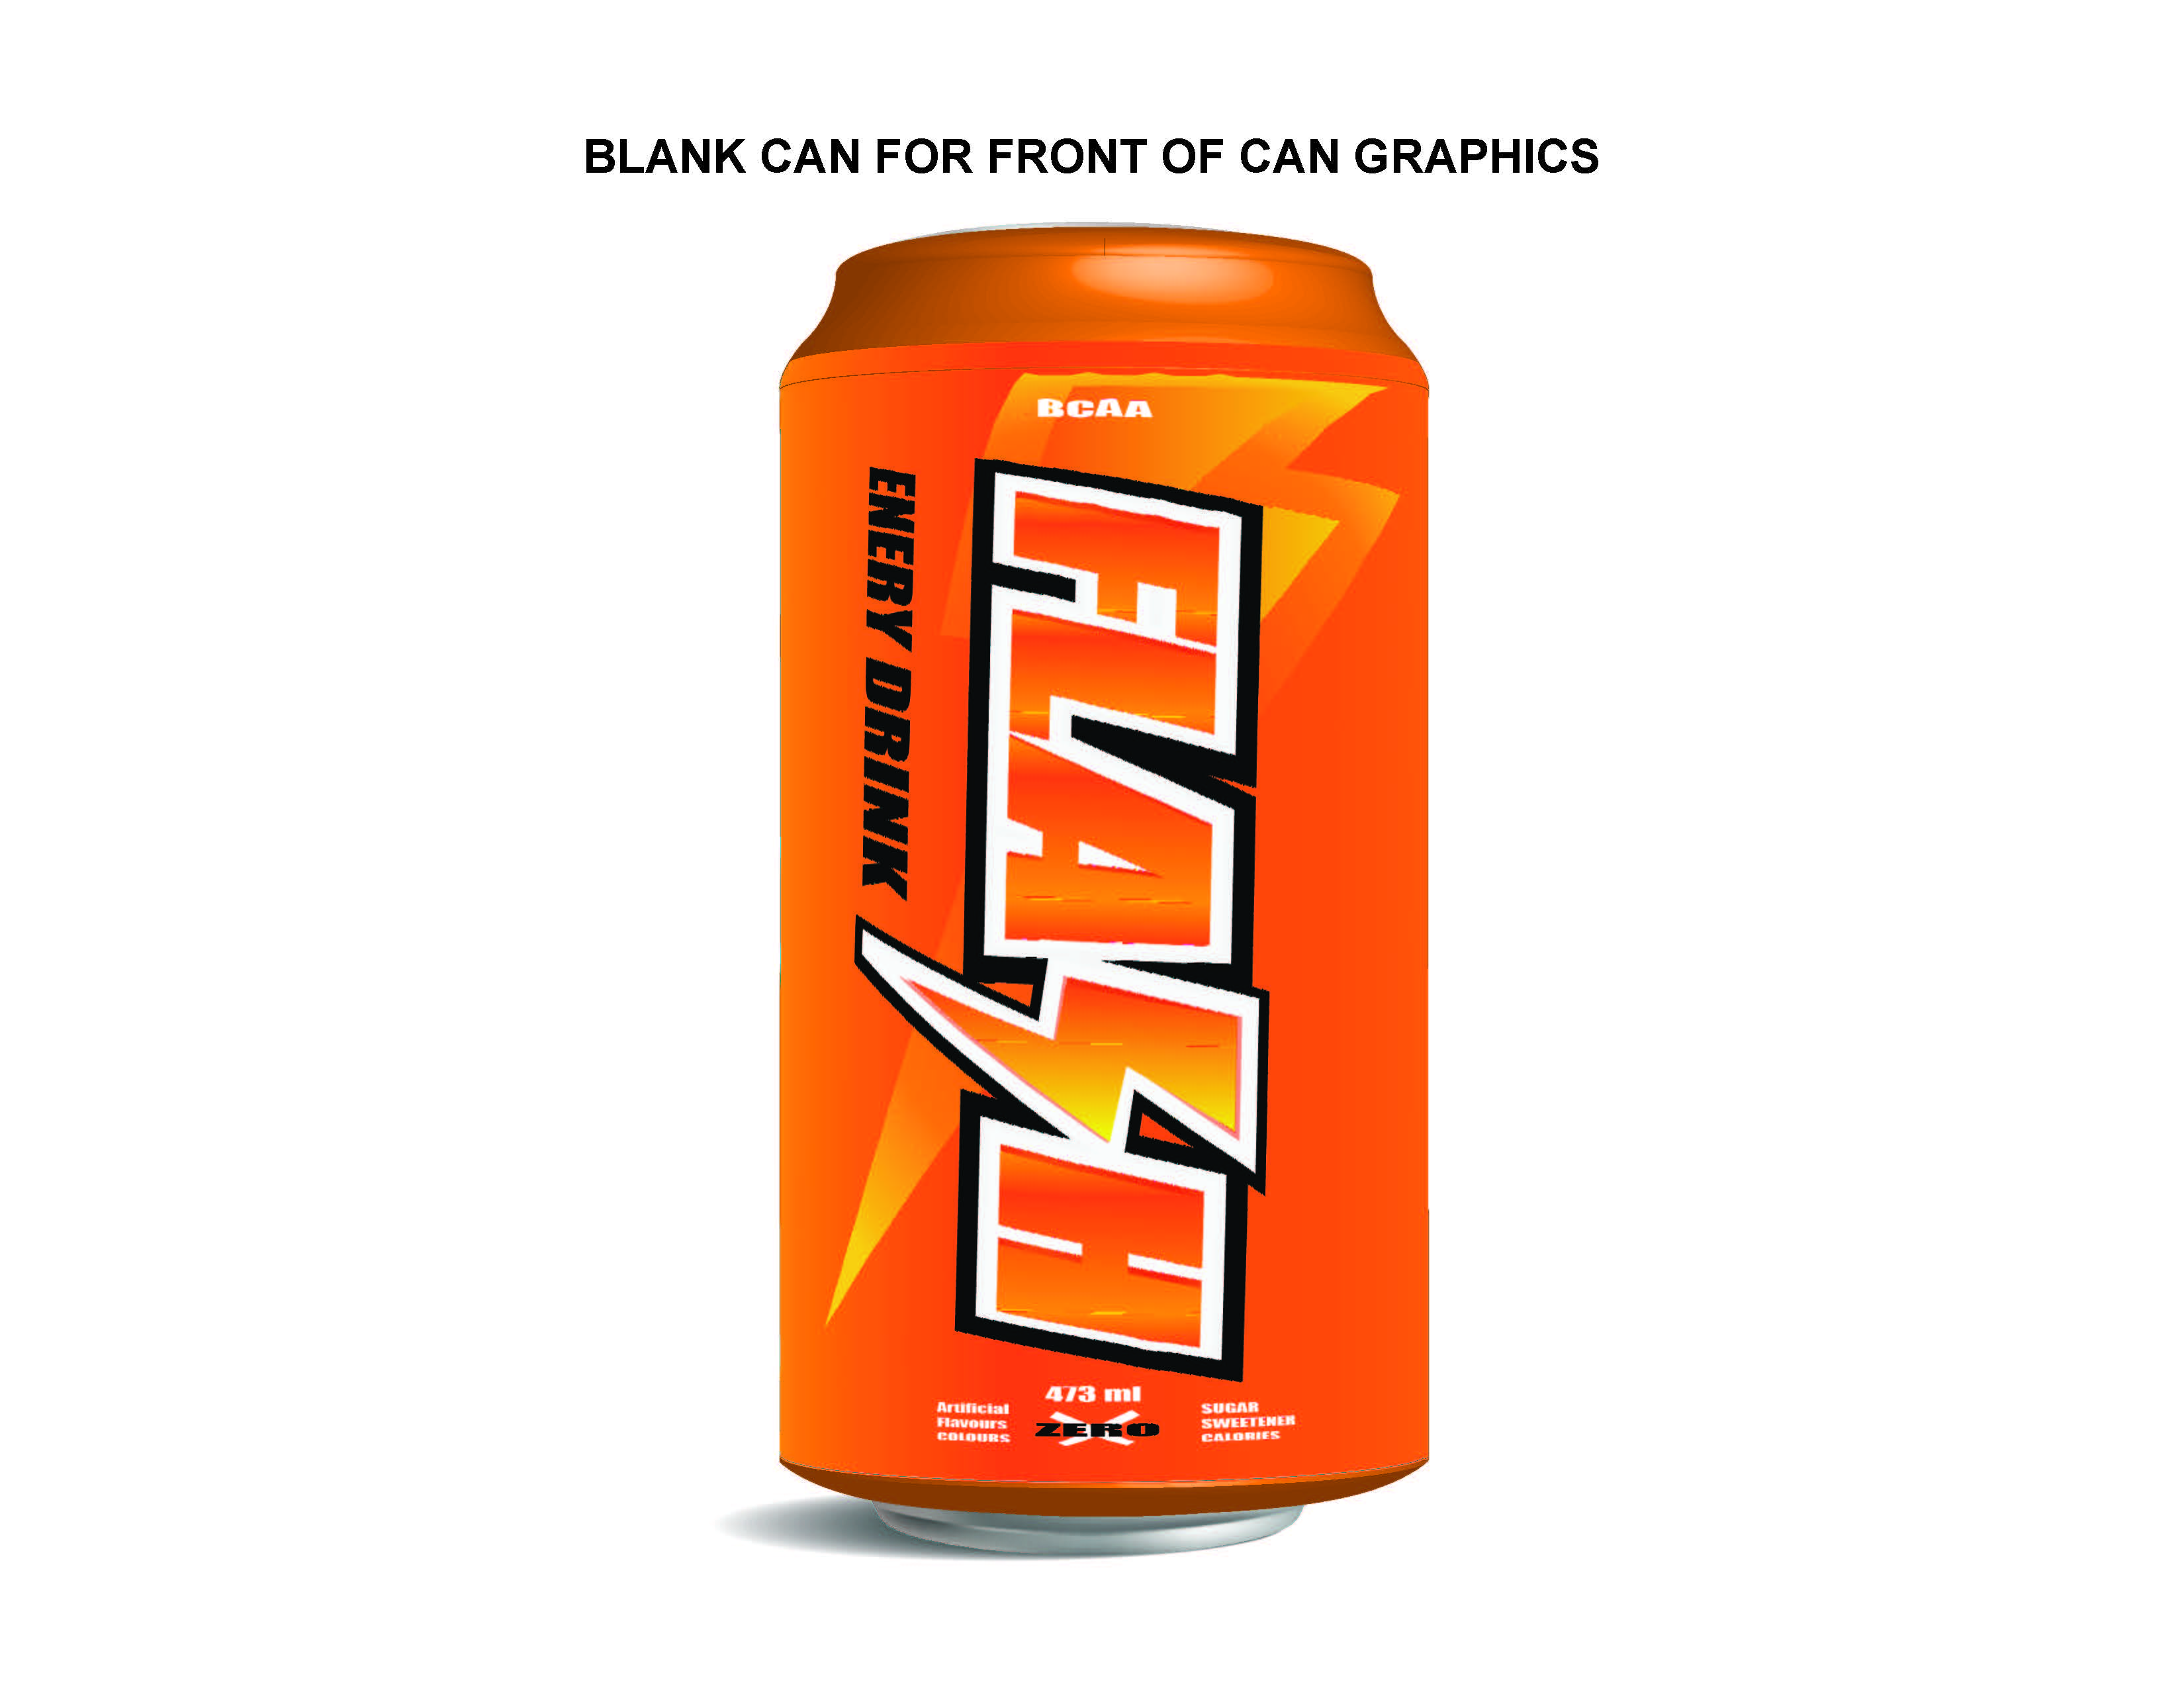 BLANK CAN FOR FRONT OF CAN GRAPHICS
BCAA
FLASH
ENERY DRINK
473 ml
Artificial
Flavours
COLOURS
ZERO
SUGAR
SWEETENER
CALORIES